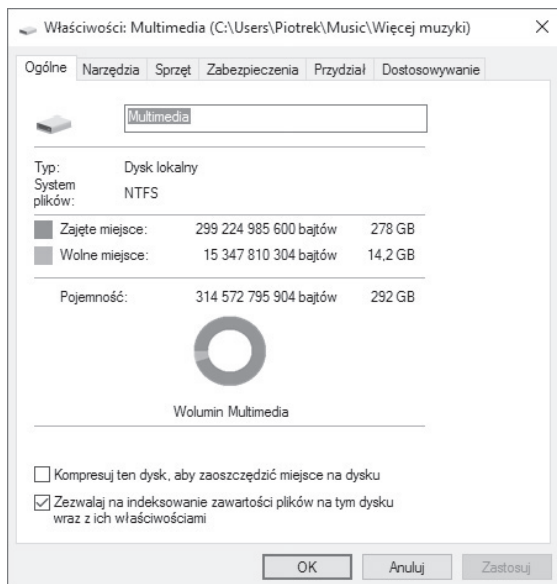 Właściwości: Multimedia (C:\Users\Piotrek\Music\Więcej muzyki)
Ogólne Narzędzia Sprzęt Zabezpieczenia Przydział Dostosowywanie
Multimedia
Typ: Dysk lokalny
System plików: NTFS
Zajęte miejsce: 299 224 985 600 bajtów 278 GB
Wolne miejsce: 15 347 810 304 bajtów 14,2 GB
Pojemność: 314 572 795 904 bajtów 292 GB
Wolumin Multimedia
Kompresuj ten dysk, aby zaoszczędzić miejsce na dysku
Zezwalaj na indeksowanie zawartości plików na tym dysku
wraz z ich właściwościami
OK Anuluj Zastosuj